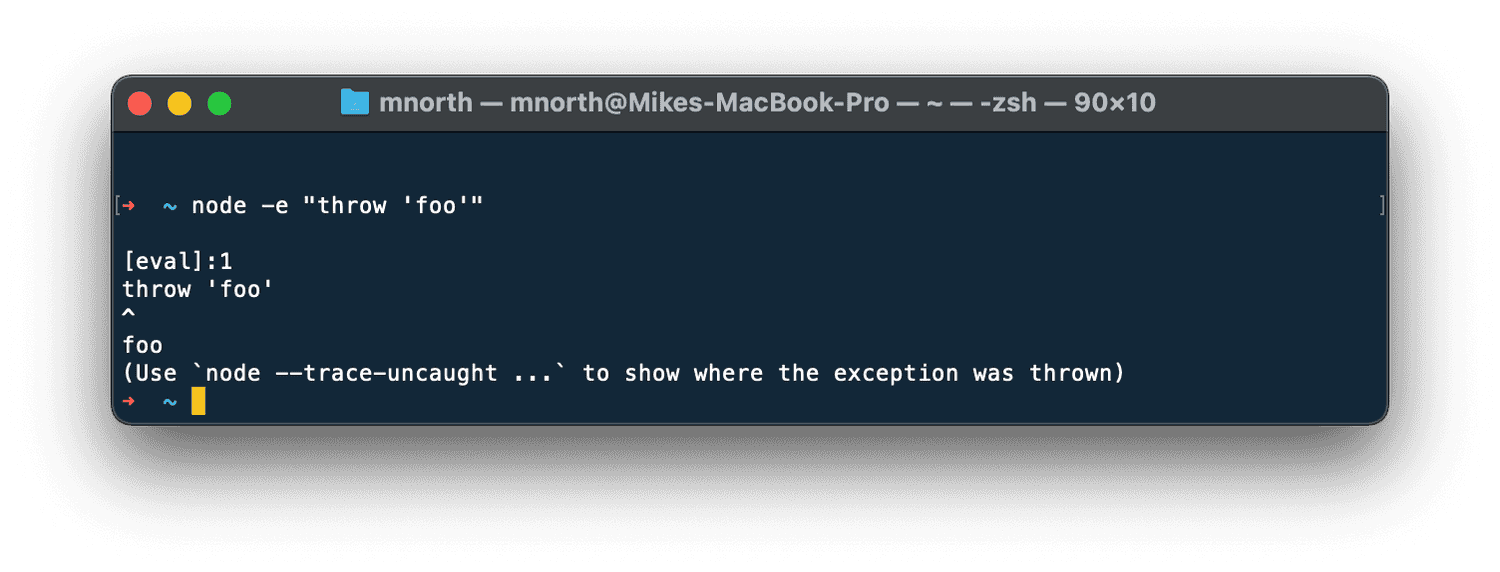 mnorth — mnorth@Mikes-MacBook-Pro — ~ — -zsh — 90×10
[➜  ~ node -e "throw 'foo'" ]
[eval]:1
throw 'foo'
^
foo
(Use `node --trace-uncaught ...` to show where the exception was thrown)
➜  ~